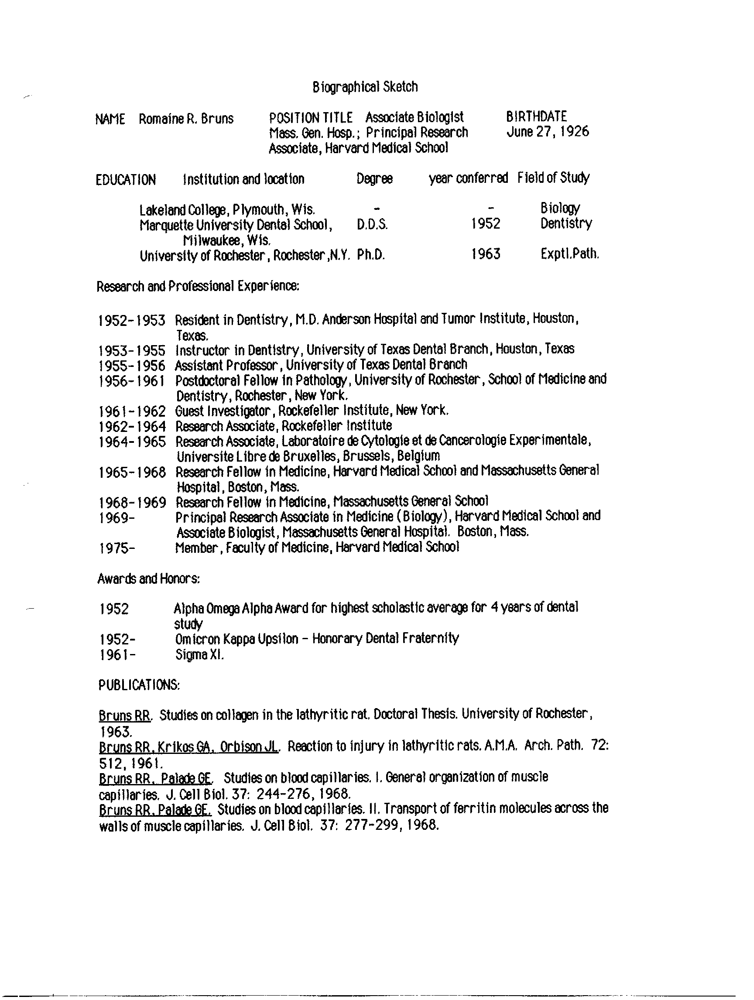 Biographical Sketch
NAME Romaine R. Bruns POSITION TITLE Associate Biologist BIRTHDATE
Mass. Gen. Hosp.; Principal Research June 27, 1926
Associate, Harvard Medical School
EDUCATION Institution and location Degree year conferred Field of Study
Lakeland College, Plymouth, Wis. - - Biology
Marquette University Dental School, D.D.S. 1952 Dentistry
Milwaukee, Wis.
University of Rochester, Rochester, N.Y. Ph.D. 1963 Exptl. Path.
Research and Professional Experience:
1952-1953 Resident in Dentistry, M.D. Anderson Hospital and Tumor Institute, Houston,
Texas.
1953-1955 Instructor in Dentistry, University of Texas Dental Branch, Houston, Texas
1955-1956 Assistant Professor, University of Texas Dental Branch
1956-1961 Postdoctoral Fellow in Pathology, University of Rochester, School of Medicine and
Dentistry, Rochester, New York.
1961-1962 Guest Investigator, Rockefeller Institute, New York.
1962-1964 Research Associate, Rockefeller Institute
1964-1965 Research Associate, Laboratoire de Cytologie et de Cancerologie Experimentale,
Universite Libre de Bruxelles, Brussels, Belgium
1965-1968 Research Fellow in Medicine, Harvard Medical School and Massachusetts General
Hospital, Boston, Mass.
1968-1969 Research Fellow in Medicine, Massachusetts General School
1969- Principal Research Associate in Medicine (Biology), Harvard Medical School and
Associate Biologist, Massachusetts General Hospital. Boston, Mass.
1975- Member, Faculty of Medicine, Harvard Medical School
Awards and Honors:
1952 Alpha Omega Alpha Award for highest scholastic average for 4 years of dental
study
1952- Omicron Kappa Upsilon - Honorary Dental Fraternity
1961- Sigma XI.
PUBLICATIONS:
Bruns RR. Studies on collagen in the lathyritic rat. Doctoral Thesis. University of Rochester,
1963.
Bruns RR, Krikos GA, Orbison JL. Reaction to injury in lathyritic rats. A.M.A. Arch. Path. 72:
512, 1961.
Bruns RR, Palade GE. Studies on blood capillaries. I. General organization of muscle
capillaries. J. Cell Biol. 37: 244-276, 1968.
Bruns RR, Palade GE. Studies on blood capillaries. II. Transport of ferritin molecules across the
walls of muscle capillaries. J. Cell Biol. 37: 277-299, 1968.